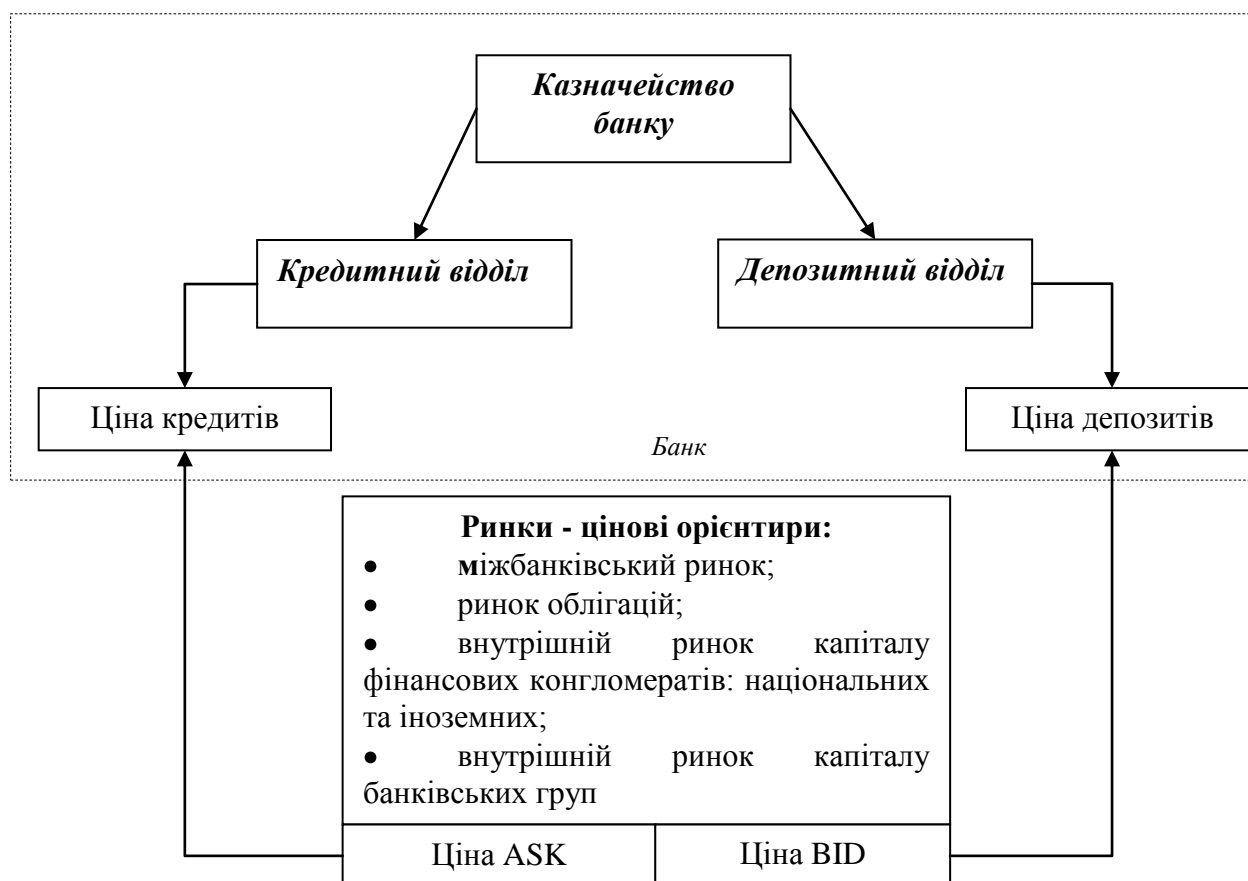 Казначейство
банку
Кредитний відділ
Депозитний відділ
Ціна кредитів
Ціна депозитів
Банк
Ринки - цінові орієнтири:
• міжбанківський ринок;
• ринок облігацій;
• внутрішній ринок капіталу
фінансових конгломератів: національних
та іноземних;
• внутрішній ринок капіталу
банківських груп
Ціна ASK
Ціна BID